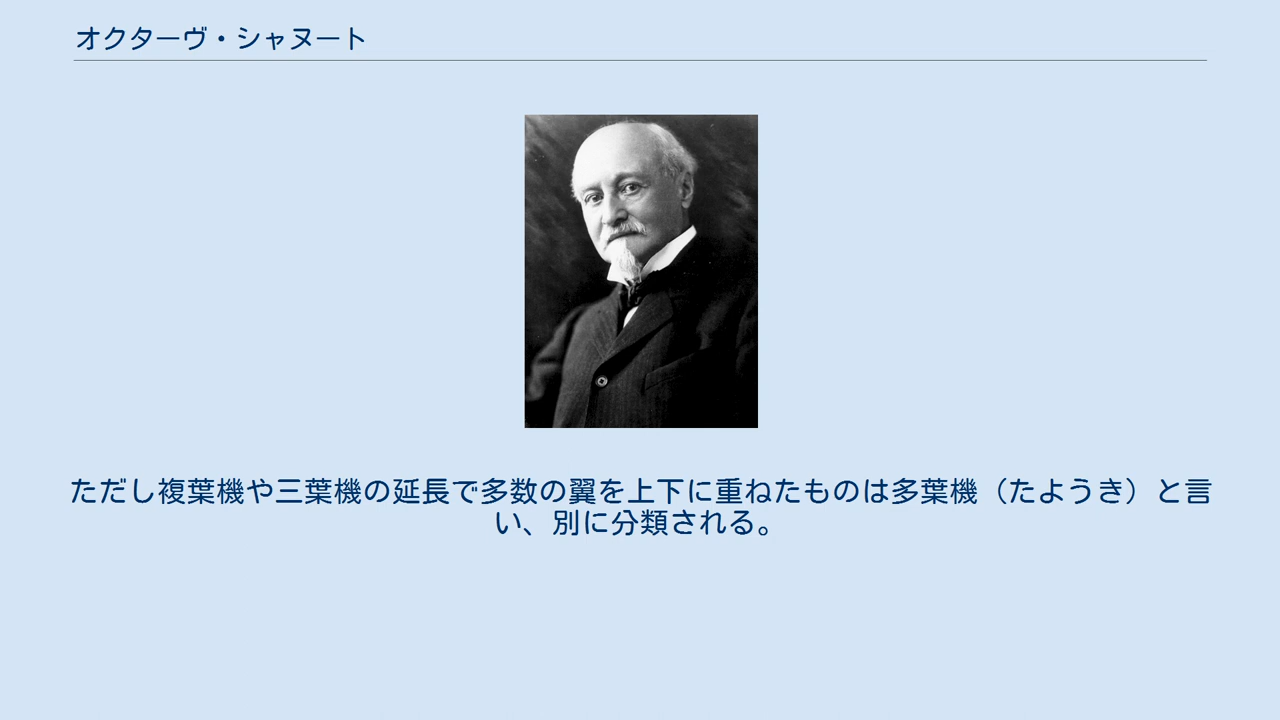 オクターヴ・シャヌート
ただし複葉機や三葉機の延長で多数の翼を上下に重ねたものは多葉機（たようき）と言
い、別に分類される。